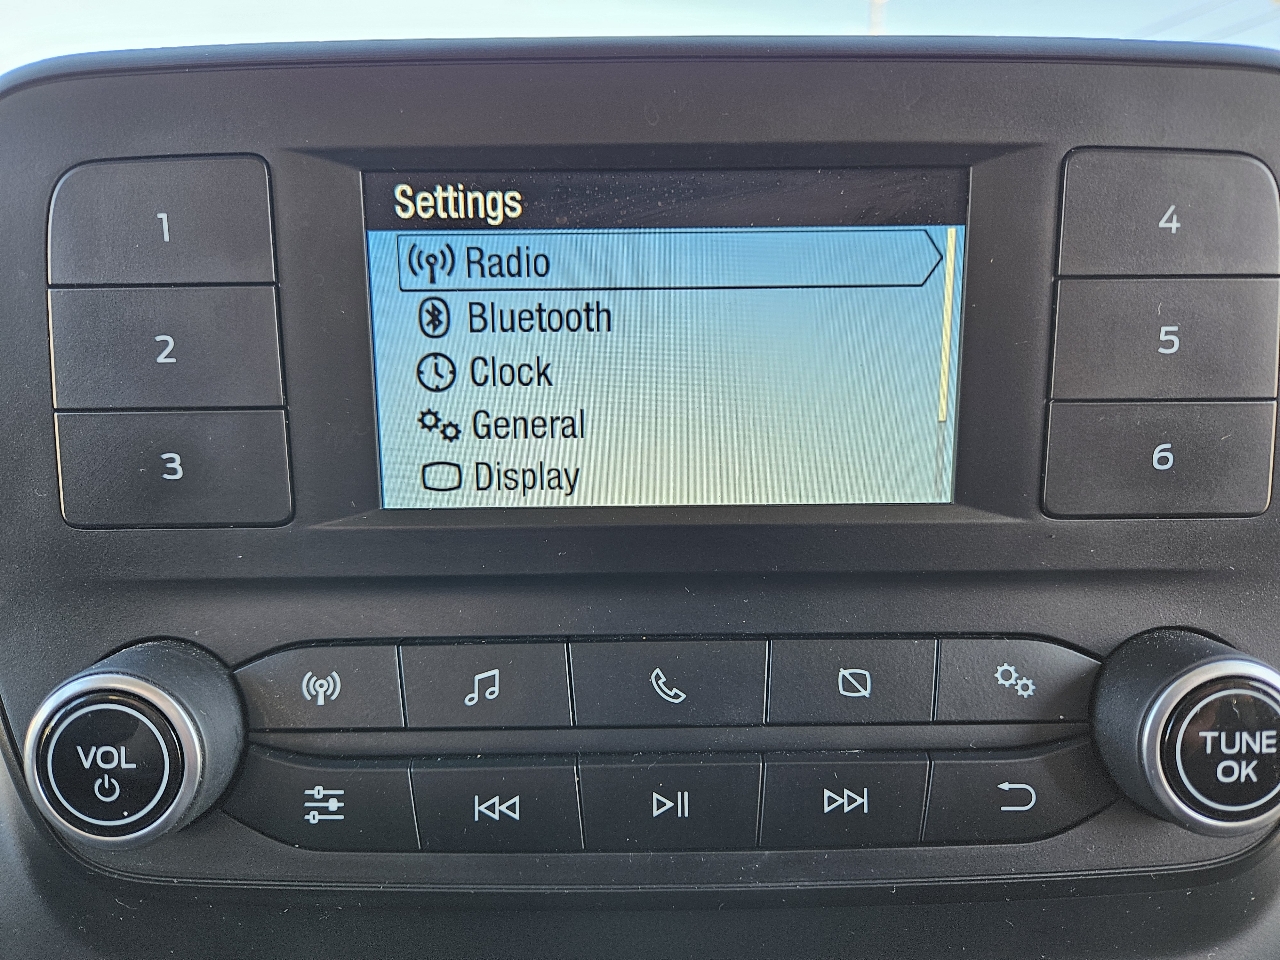 Settings
Radio
Bluetooth
Clock
General
Display
1
2
3
4
5
6
VOL
TUNE
OK